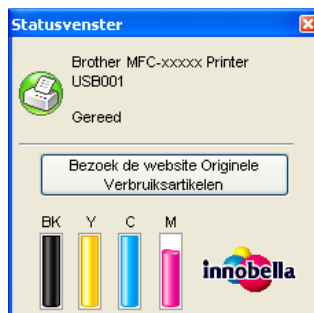 Statusvenster
Brother MFC-xxxxx Printer
USB001
Gereed
Bezoek de website Originele
Verbruiksartikelen
BK Y C M
innobella